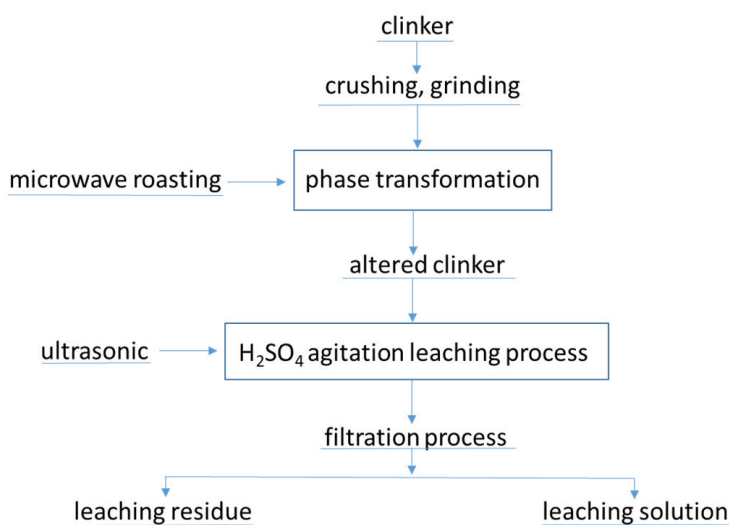 clinker
crushing, grinding
microwave roasting
phase transformation
altered clinker
ultrasonic
H₂SO₄ agitation leaching process
filtration process
leaching residue
leaching solution